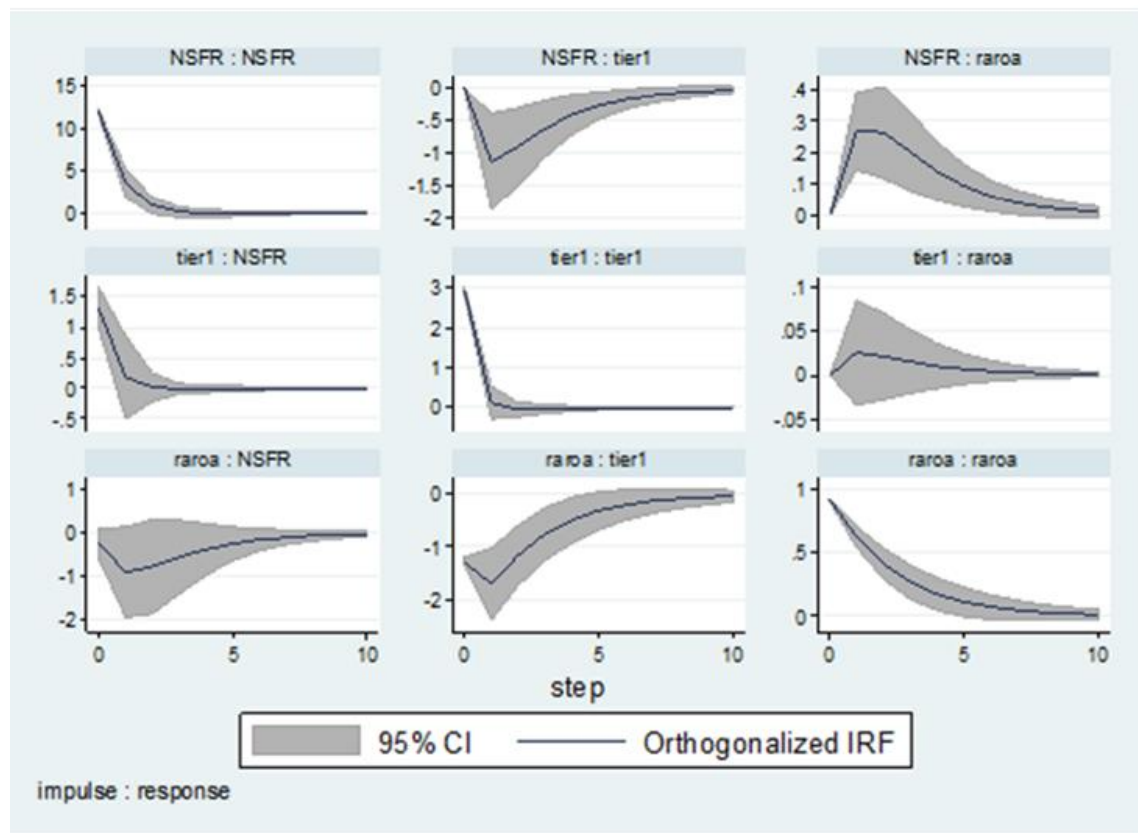 NSFR : NSFR
NSFR : tier1
NSFR : raroa
15
10
5
0
0
-.5
-1
-1.5
-2
.4
.3
.2
.1
0
tier1 : NSFR
tier1 : tier1
tier1 : raroa
1.5
1
.5
0
-.5
3
2
1
0
.1
.05
0
-.05
raroa : NSFR
raroa : tier1
raroa : raroa
1
0
-1
-2
0
-1
-2
1
.5
0
0 5 10
0 5 10
0 5 10
step
95% CI
Orthogonalized IRF
impulse : response